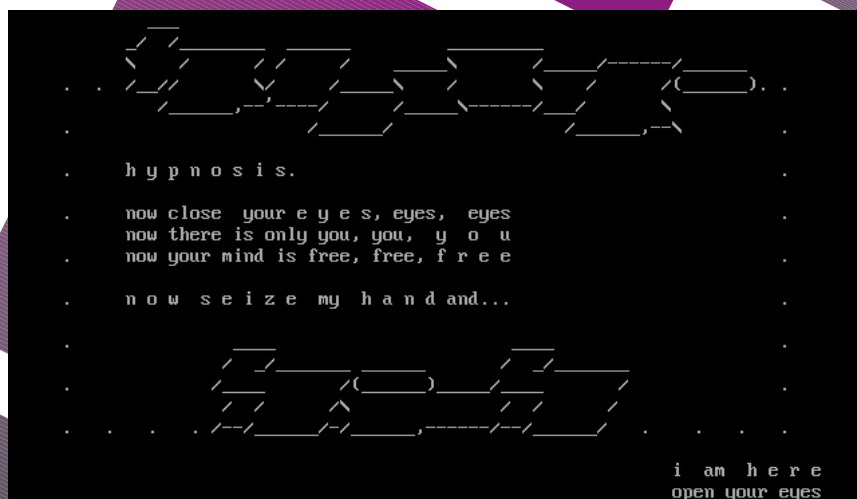 h y p n o s i s.
now close your e y e s, eyes, eyes
now there is only you, you, y o u
now your mind is free, free, f r e e
n o w s e i z e my h a n d and...
i am h e r e
open your eyes